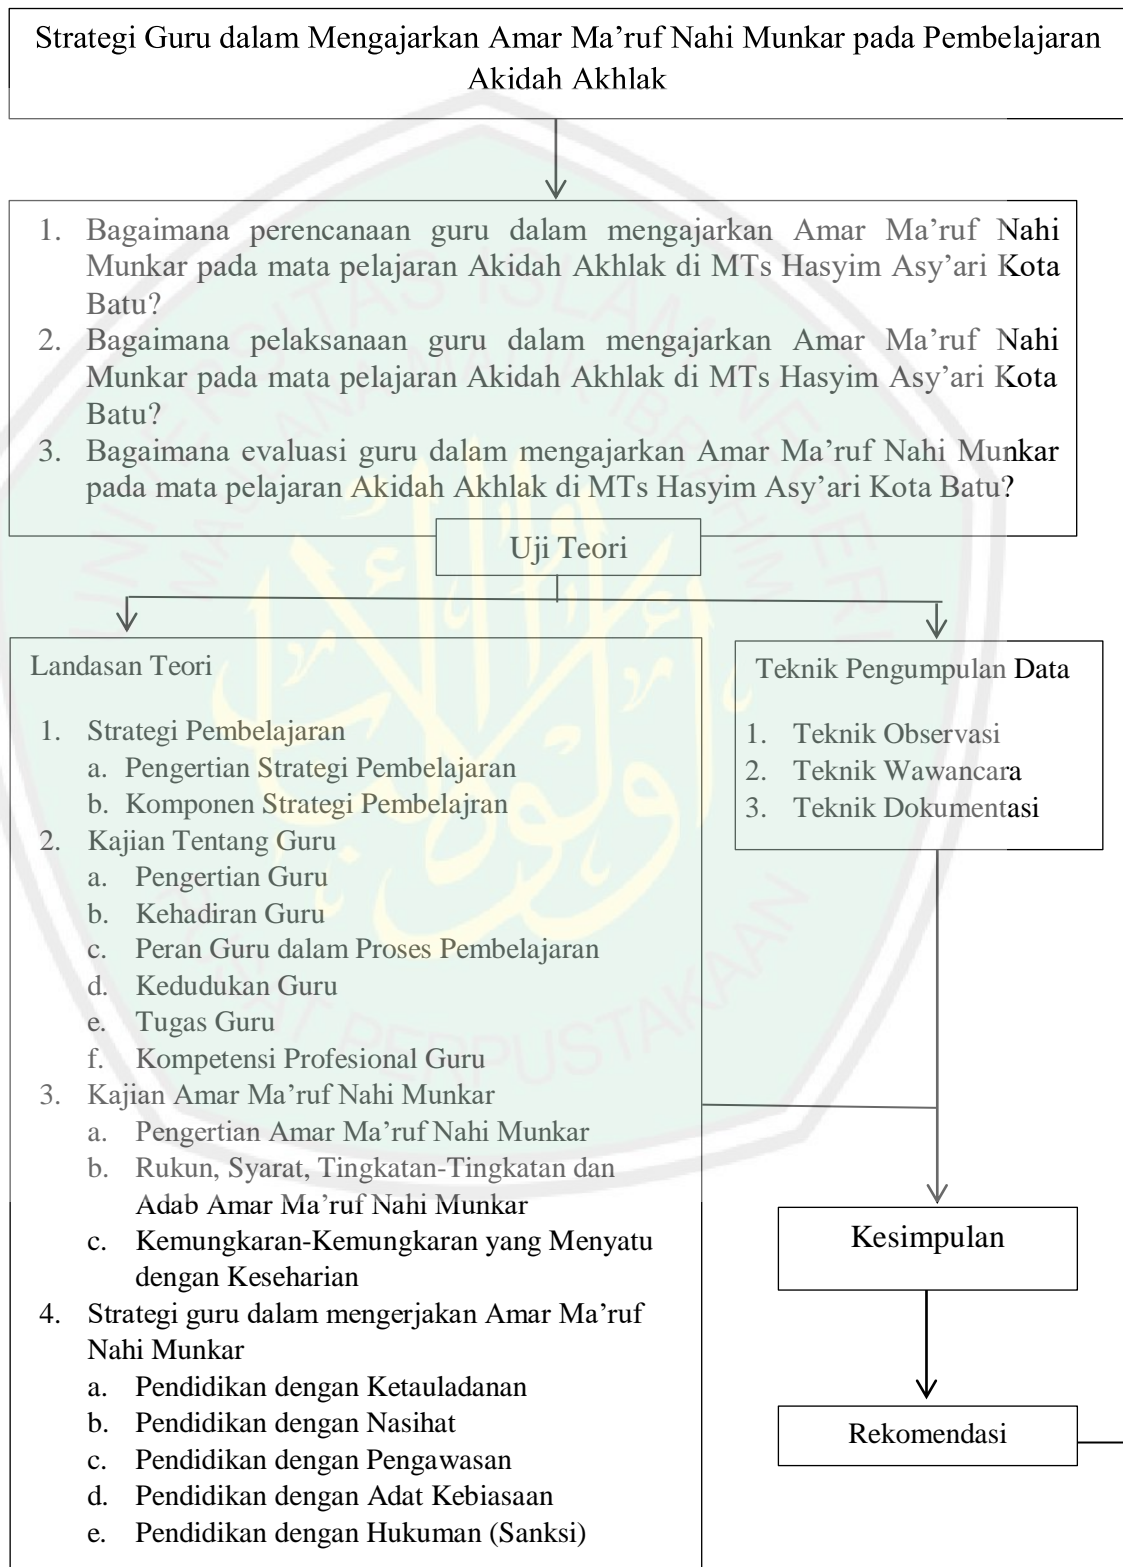 Strategi Guru dalam Mengajarkan Amar Ma’ruf Nahi Munkar pada Pembelajaran
Akidah Akhlak
1. Bagaimana perencanaan guru dalam mengajarkan Amar Ma’ruf Nahi
Munkar pada mata pelajaran Akidah Akhlak di MTs Hasyim Asy’ari Kota
Batu?
2. Bagaimana pelaksanaan guru dalam mengajarkan Amar Ma’ruf Nahi
Munkar pada mata pelajaran Akidah Akhlak di MTs Hasyim Asy’ari Kota
Batu?
3. Bagaimana evaluasi guru dalam mengajarkan Amar Ma’ruf Nahi Munkar
pada mata pelajaran Akidah Akhlak di MTs Hasyim Asy’ari Kota Batu?
Uji Teori
Landasan Teori
1. Strategi Pembelajaran
a. Pengertian Strategi Pembelajaran
b. Komponen Strategi Pembelajran
2. Kajian Tentang Guru
a. Pengertian Guru
b. Kehadiran Guru
c. Peran Guru dalam Proses Pembelajaran
d. Kedudukan Guru
e. Tugas Guru
f. Kompetensi Profesional Guru
3. Kajian Amar Ma’ruf Nahi Munkar
a. Pengertian Amar Ma’ruf Nahi Munkar
b. Rukun, Syarat, Tingkatan-Tingkatan dan
Adab Amar Ma’ruf Nahi Munkar
c. Kemungkaran-Kemungkaran yang Menyatu
dengan Keseharian
4. Strategi guru dalam mengerjakan Amar Ma’ruf
Nahi Munkar
a. Pendidikan dengan Ketauladanan
b. Pendidikan dengan Nasihat
c. Pendidikan dengan Pengawasan
d. Pendidikan dengan Adat Kebiasaan
e. Pendidikan dengan Hukuman (Sanksi)
Teknik Pengumpulan Data
1. Teknik Observasi
2. Teknik Wawancara
3. Teknik Dokumentasi
Kesimpulan
Rekomendasi
UNIVERSITAS ISLAM NEGERI
MAULANA MALIK IBRAHIM
PUSAT PERPUSTAKAAN